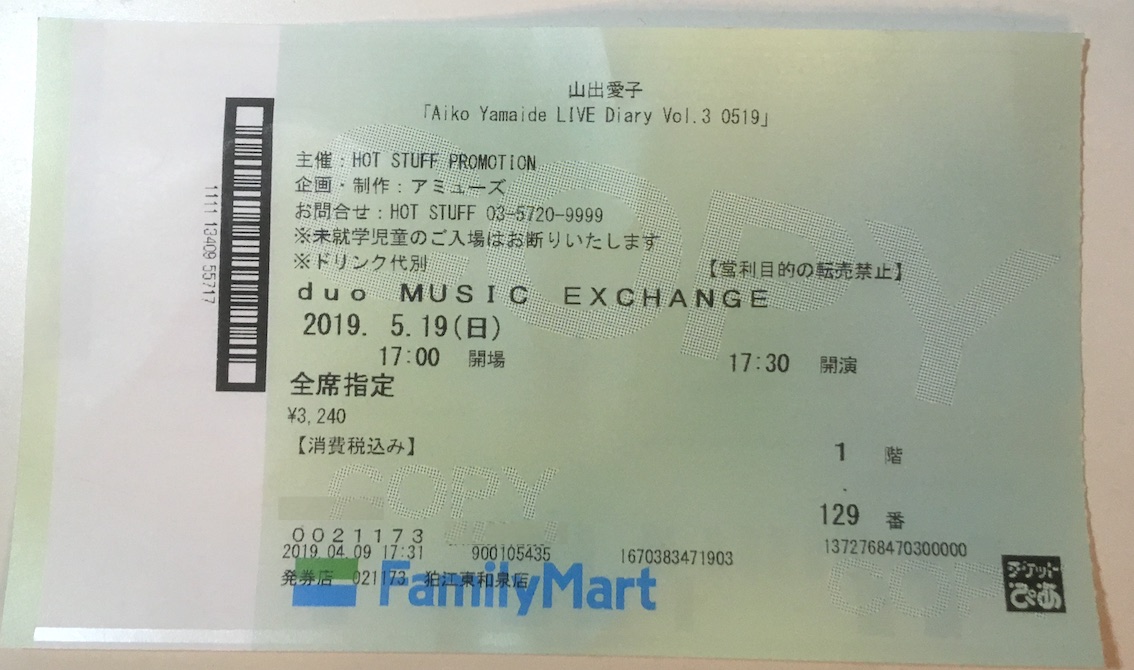 山出愛子
「Aiko Yamaide LIVE Diary Vol.3 0519」
主催：HOT STUFF PROMOTION
企画・制作：アミューズ
お問合せ：HOT STUFF 03-5720-9999
※未就学児童のご入場はお断りいたします
※ドリンク代別
【営利目的の転売禁止】
duo MUSIC EXCHANGE
2019. 5.19(日)
17:00 開場 17:30 開演
全席指定
¥3,240
【消費税込み】
1 階
129 番
0021173
2019.04.09 17:31 900105435 1670383471903 1372768470300000
発券店 021173 狛江東和泉店
FamilyMart
チケットぴあ
1111 13409 55717
COPY
COPY
COPY